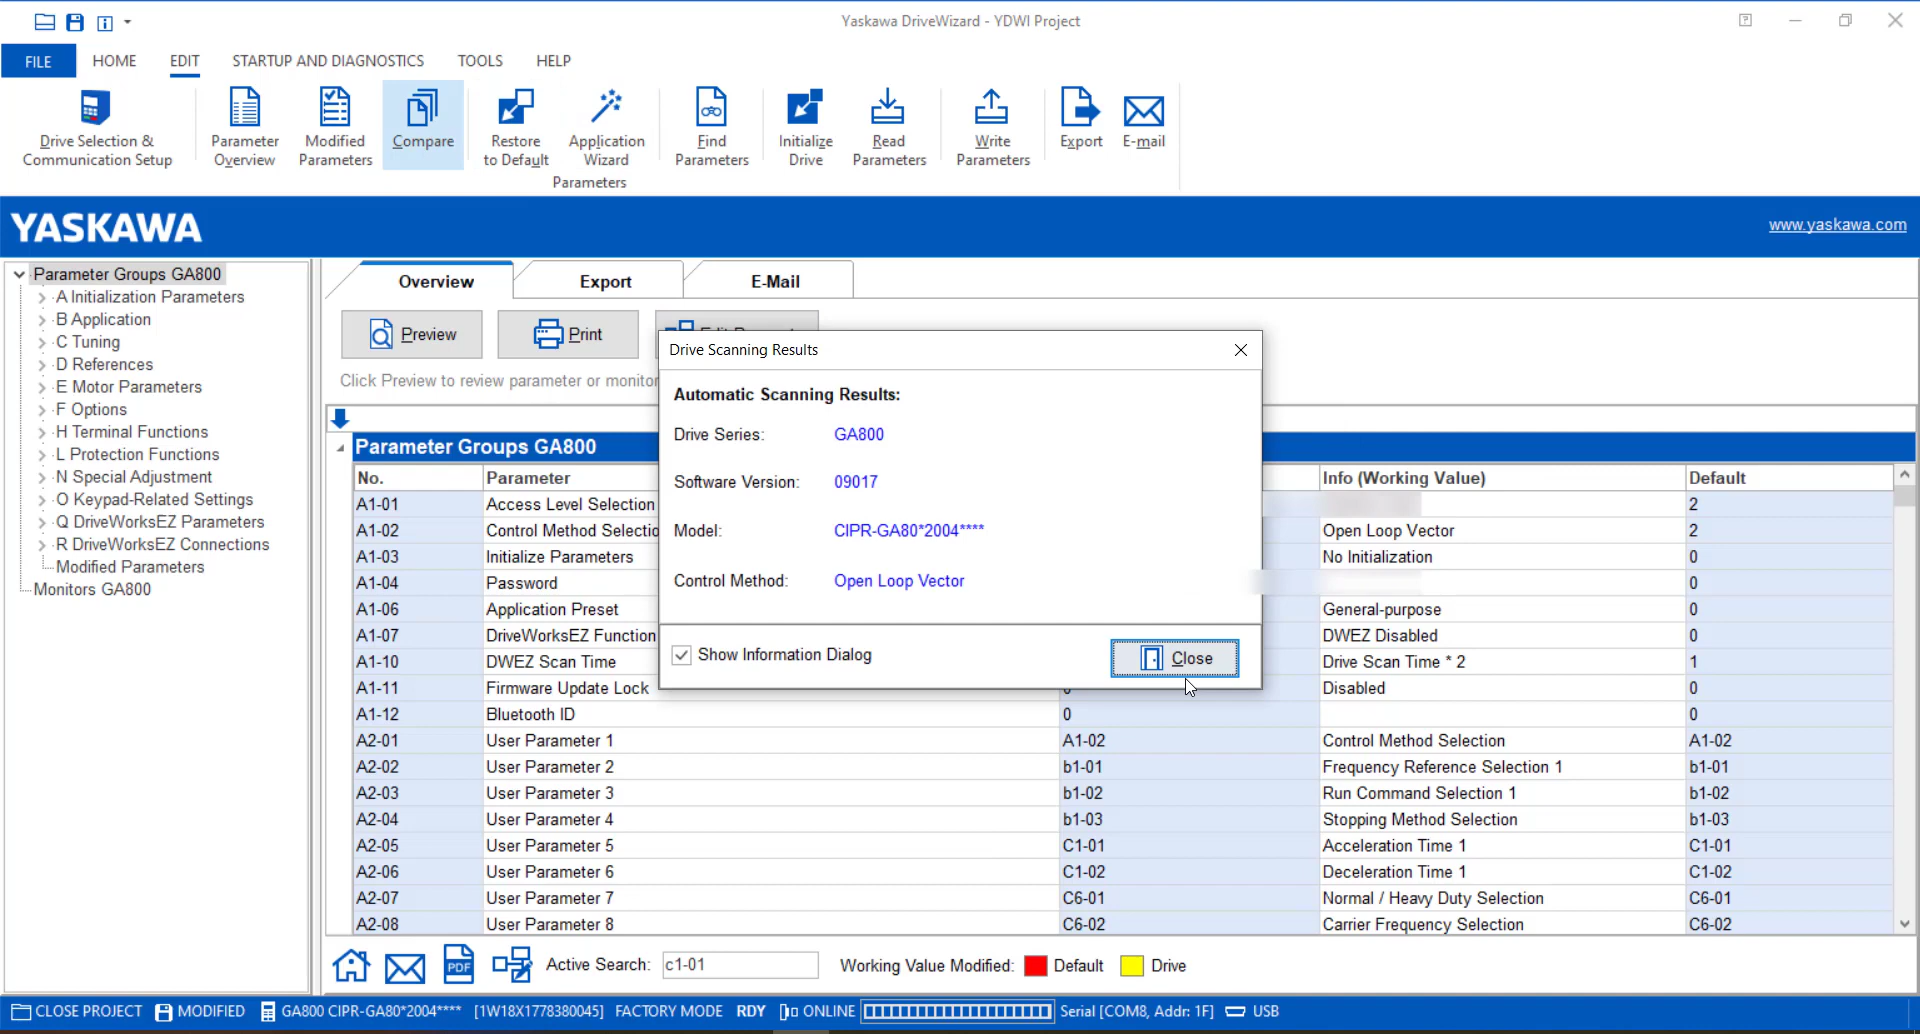 Yaskawa DriveWizard - YDWI Project
FILE HOME EDIT STARTUP AND DIAGNOSTICS TOOLS HELP
Drive Selection & Communication Setup
Parameter Overview
Modified Parameters
Compare
Restore to Default
Application Wizard
Find Parameters
Initialize Drive
Read Parameters
Write Parameters
Export
E-mail
Parameters
YASKAWA
www.yaskawa.com
Parameter Groups GA800
A Initialization Parameters
B Application
C Tuning
D References
E Motor Parameters
F Options
H Terminal Functions
L Protection Functions
N Special Adjustment
O Keypad-Related Settings
Q DriveWorksEZ Parameters
R DriveWorksEZ Connections
Modified Parameters
Monitors GA800
Overview Export E-Mail
Preview Print
Click Preview to review parameter or monitor
Drive Scanning Results
Automatic Scanning Results:
Drive Series: GA800
Software Version: 09017
Model: CIPR-GA80*2004****
Control Method: Open Loop Vector
Show Information Dialog
Close
Parameter Groups GA800
No. Parameter Info (Working Value) Default
A1-01 Access Level Selection 2
A1-02 Control Method Selectio Open Loop Vector 2
A1-03 Initialize Parameters No Initialization 0
A1-04 Password 0
A1-06 Application Preset General-purpose 0
A1-07 DriveWorksEZ Function DWEZ Disabled 0
A1-10 DWEZ Scan Time Drive Scan Time * 2 1
A1-11 Firmware Update Lock Disabled 0
A1-12 Bluetooth ID 0 0
A2-01 User Parameter 1 A1-02 Control Method Selection A1-02
A2-02 User Parameter 2 b1-01 Frequency Reference Selection 1 b1-01
A2-03 User Parameter 3 b1-02 Run Command Selection 1 b1-02
A2-04 User Parameter 4 b1-03 Stopping Method Selection b1-03
A2-05 User Parameter 5 C1-01 Acceleration Time 1 C1-01
A2-06 User Parameter 6 C1-02 Deceleration Time 1 C1-02
A2-07 User Parameter 7 C6-01 Normal / Heavy Duty Selection C6-01
A2-08 User Parameter 8 C6-02 Carrier Frequency Selection C6-02
PDF Active Search: c1-01 Working Value Modified: Default Drive
CLOSE PROJECT MODIFIED GA800 CIPR-GA80*2004**** [1W18X1778380045] FACTORY MODE RDY ONLINE Serial [COM8, Addr: 1F] USB